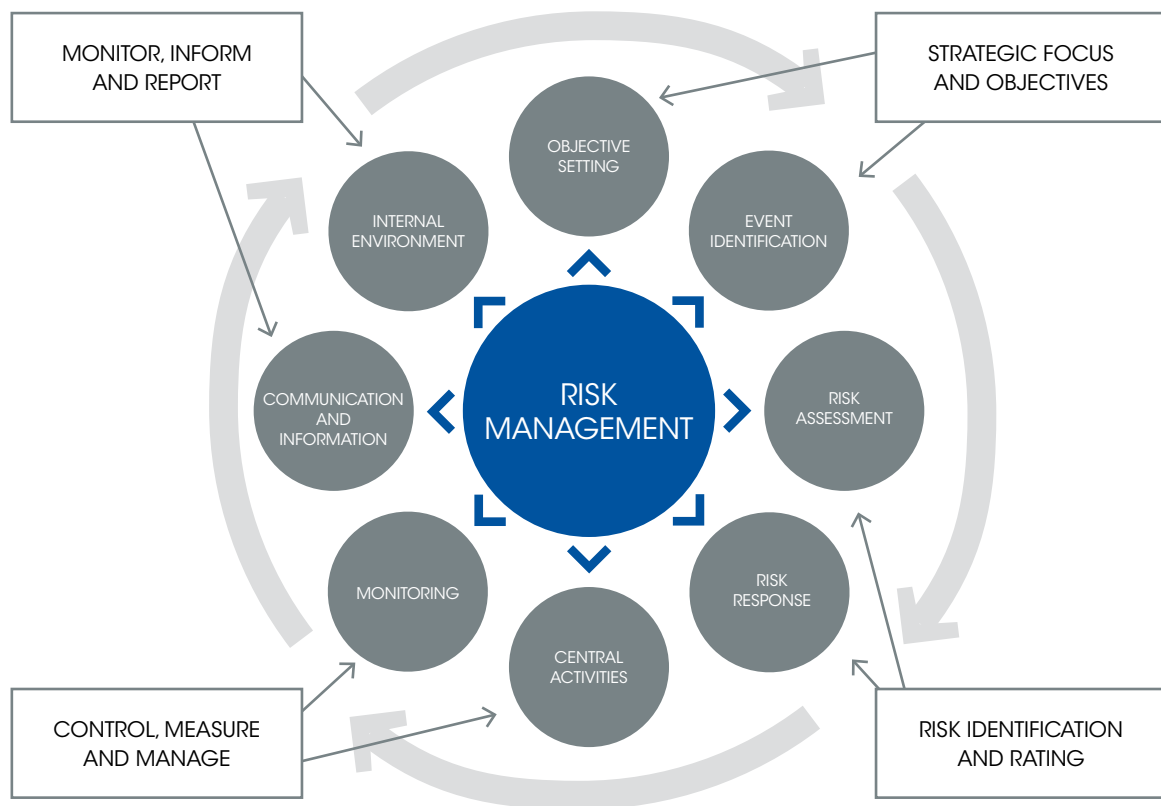 MONITOR, INFORM
AND REPORT
STRATEGIC FOCUS
AND OBJECTIVES
OBJECTIVE
SETTING
INTERNAL
ENVIRONMENT
EVENT
IDENTIFICATION
COMMUNICATION
AND
INFORMATION
RISK
MANAGEMENT
RISK
ASSESSMENT
MONITORING
RISK
RESPONSE
CENTRAL
ACTIVITIES
CONTROL, MEASURE
AND MANAGE
RISK IDENTIFICATION
AND RATING